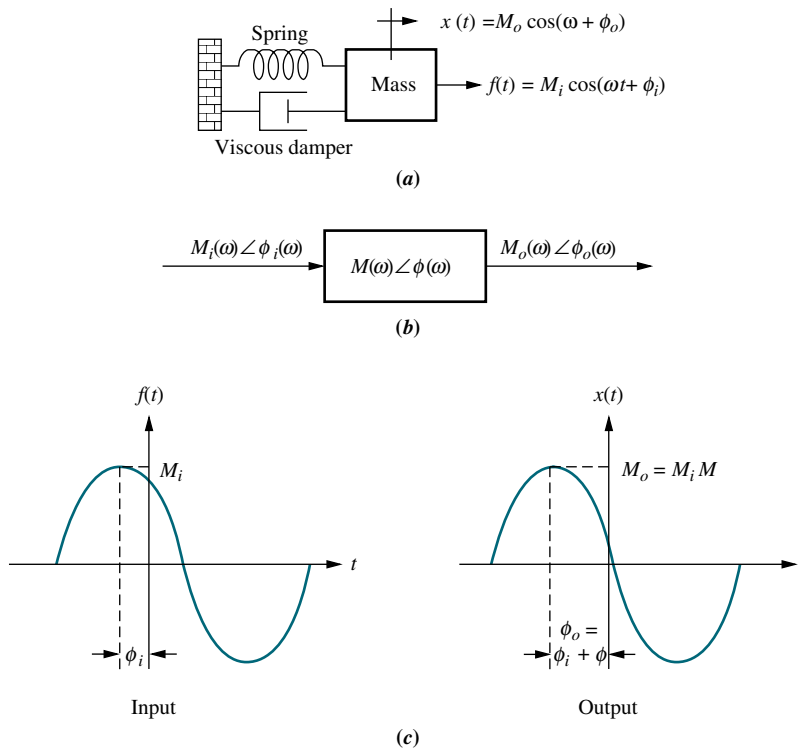 x (t) =Mₒ cos(ω + ϕₒ)
Spring
Mass
f(t) = Mᵢ cos(ωt+ ϕᵢ)
Viscous damper
(a)
Mᵢ(ω)∠ϕᵢ(ω)
M(ω)∠ϕ(ω)
Mₒ(ω)∠ϕₒ(ω)
(b)
f(t)
Mᵢ
t
ϕᵢ
Input
x(t)
Mₒ = Mᵢ M
ϕₒ =
ϕᵢ + ϕ
Output
(c)